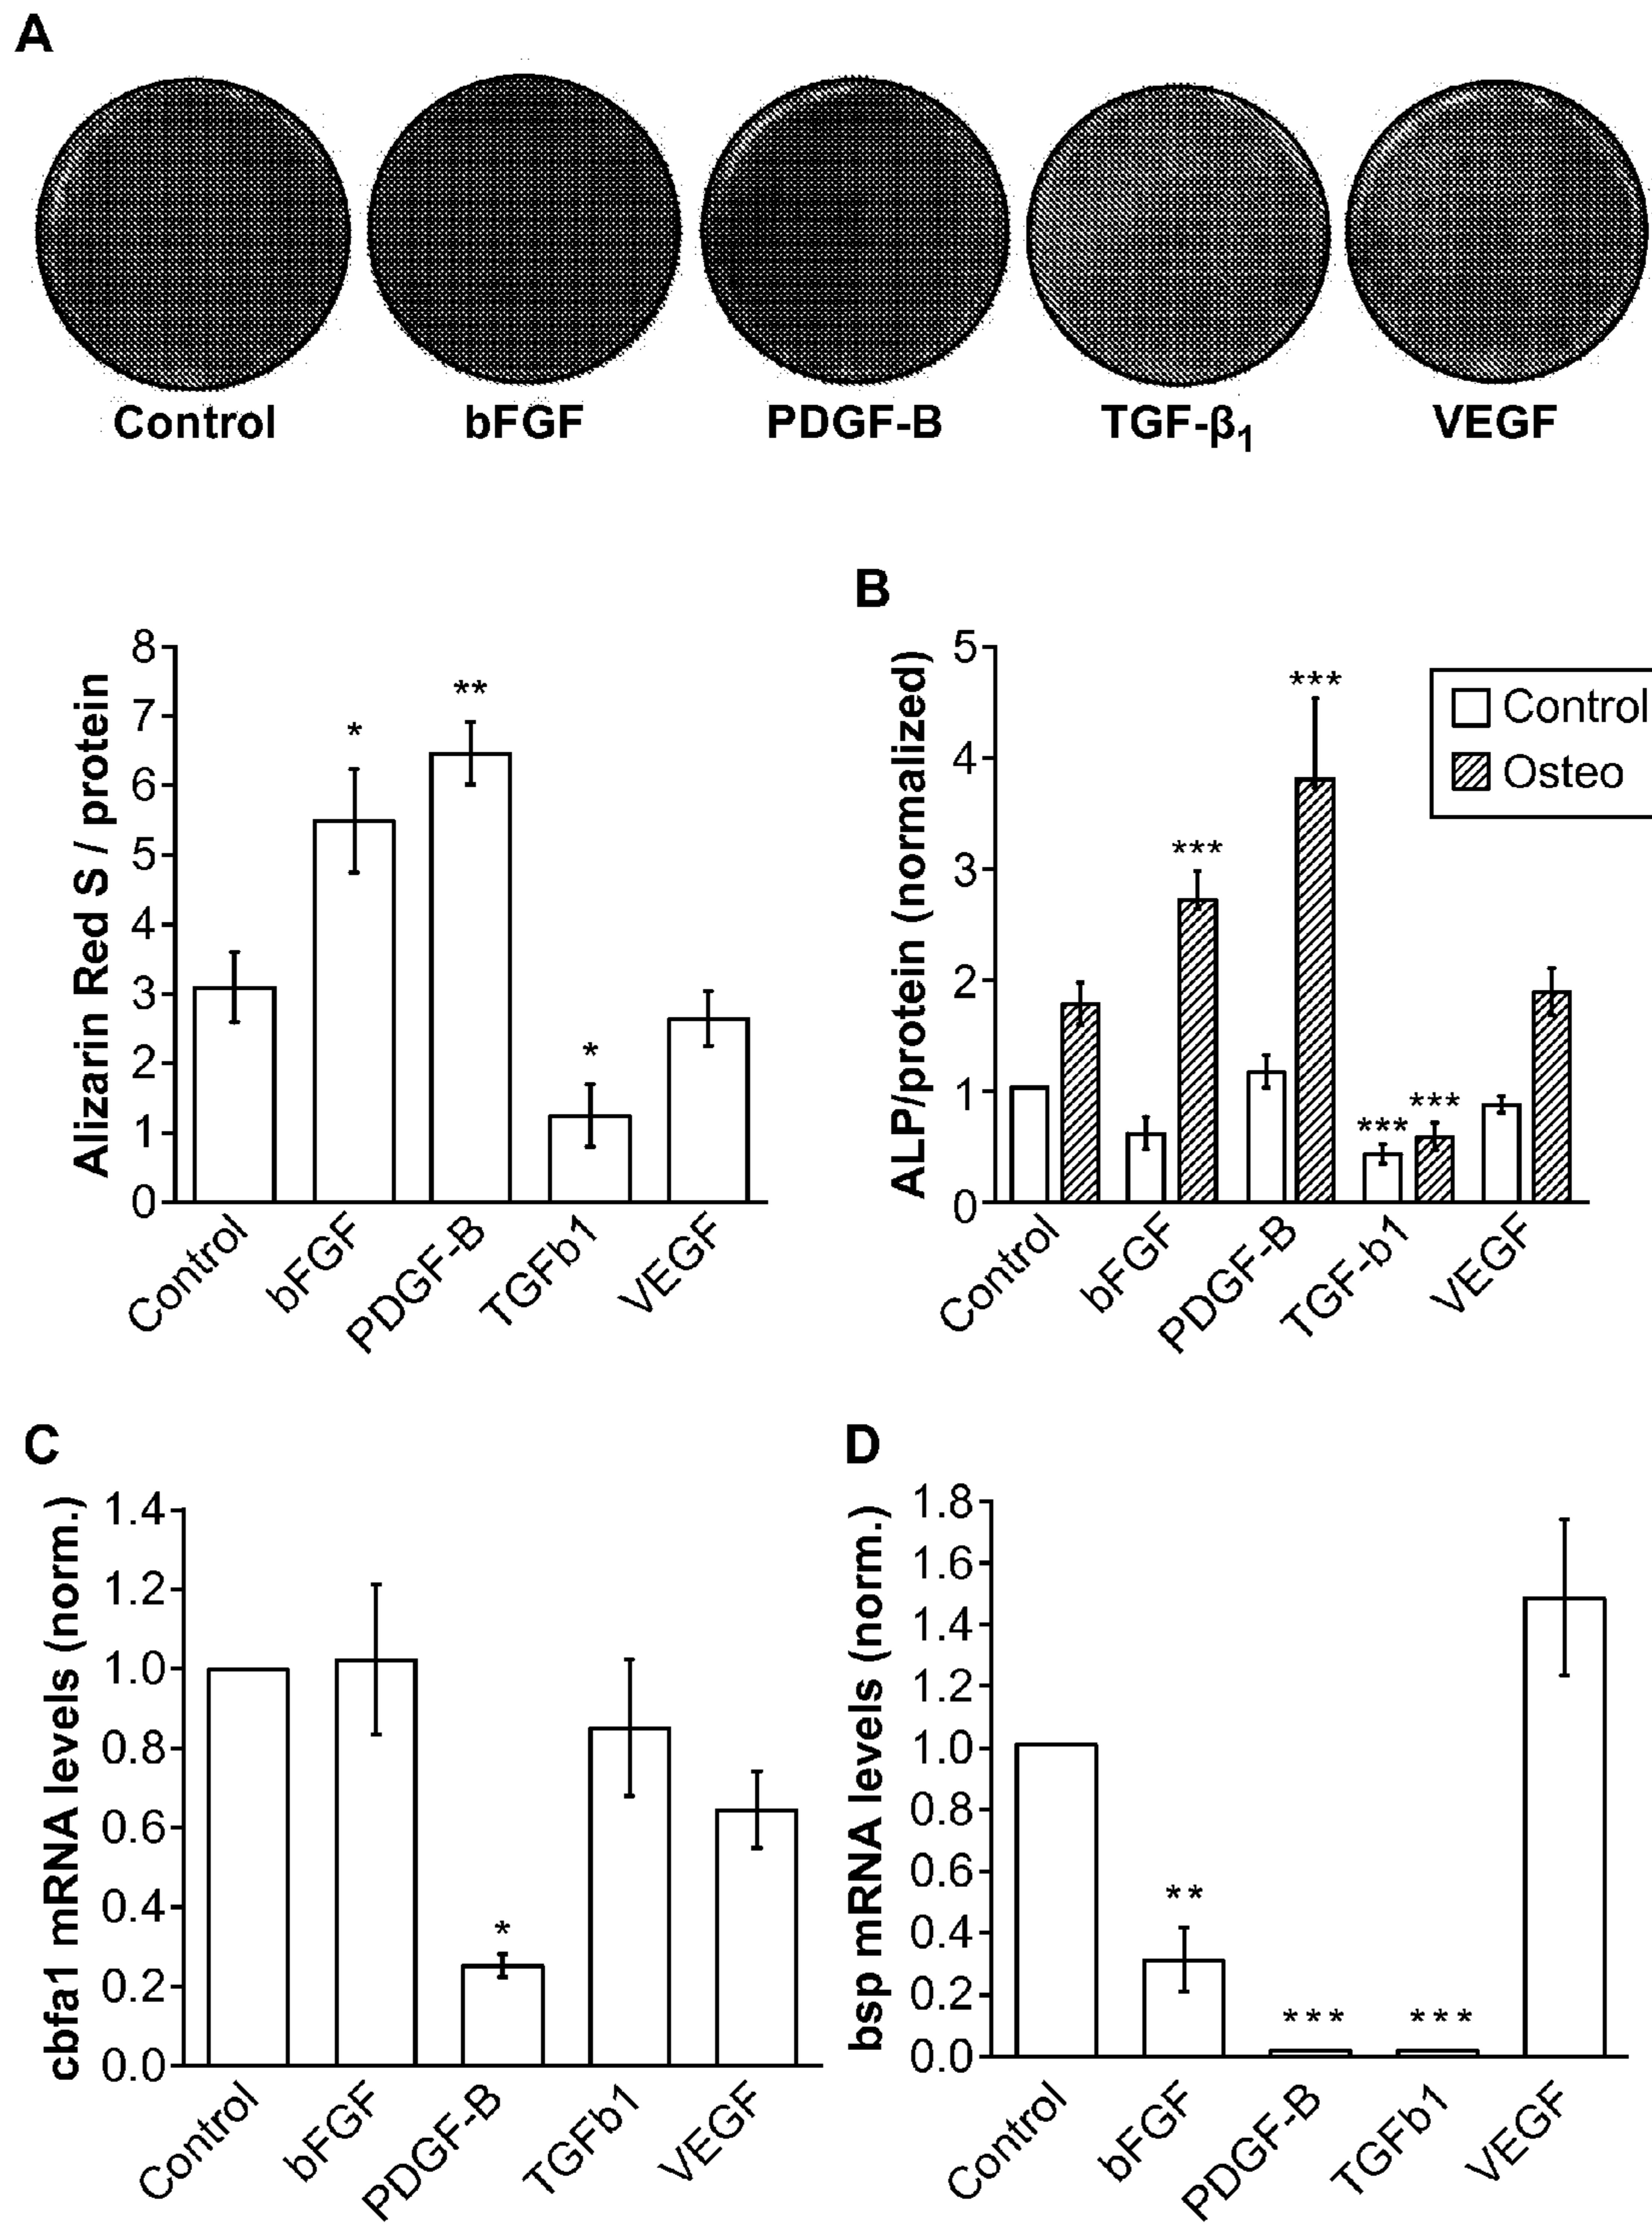 A
Control bFGF PDGF-B TGF-β1 VEGF
Alizarin Red S / protein
8
7
6
5
4
3
2
1
0
* ** *
Control bFGF PDGF-B TGFb1 VEGF
B
ALP/protein (normalized)
5
4
3
2
1
0
*** *** *** ***
Control
Osteo
Control bFGF PDGF-B TGF-b1 VEGF
C
cbfa1 mRNA levels (norm.)
1.4
1.2
1.0
0.8
0.6
0.4
0.2
0.0
*
Control bFGF PDGF-B TGFb1 VEGF
D
bsp mRNA levels (norm.)
1.8
1.6
1.4
1.2
1.0
0.8
0.6
0.4
0.2
0.0
** *** ***
Control bFGF PDGF-B TGFb1 VEGF